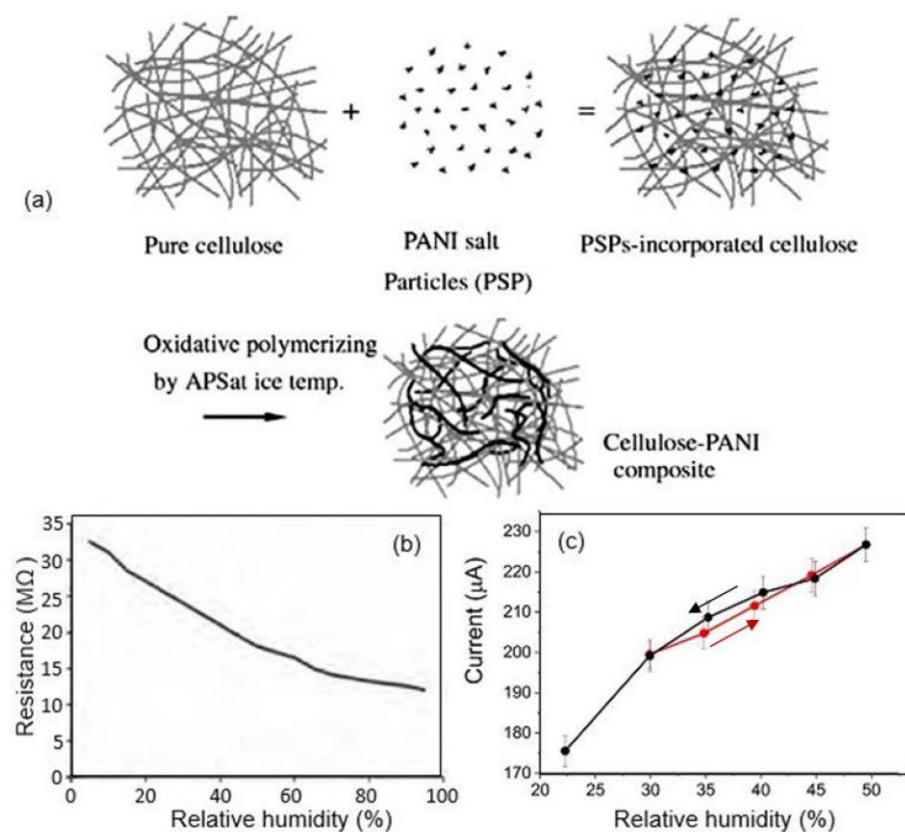 +
=
(a)
Pure cellulose
PANI salt
Particles (PSP)
PSPs-incorporated cellulose
Oxidative polymerizing
by APSat ice temp.
Cellulose-PANI
composite
(b)
Resistance (MΩ)
35
30
25
20
15
10
5
0
0
20
40
60
80
100
Relative humidity (%)
(c)
Current (µA)
230
220
210
200
190
180
170
20
25
30
35
40
45
50
Relative humidity (%)